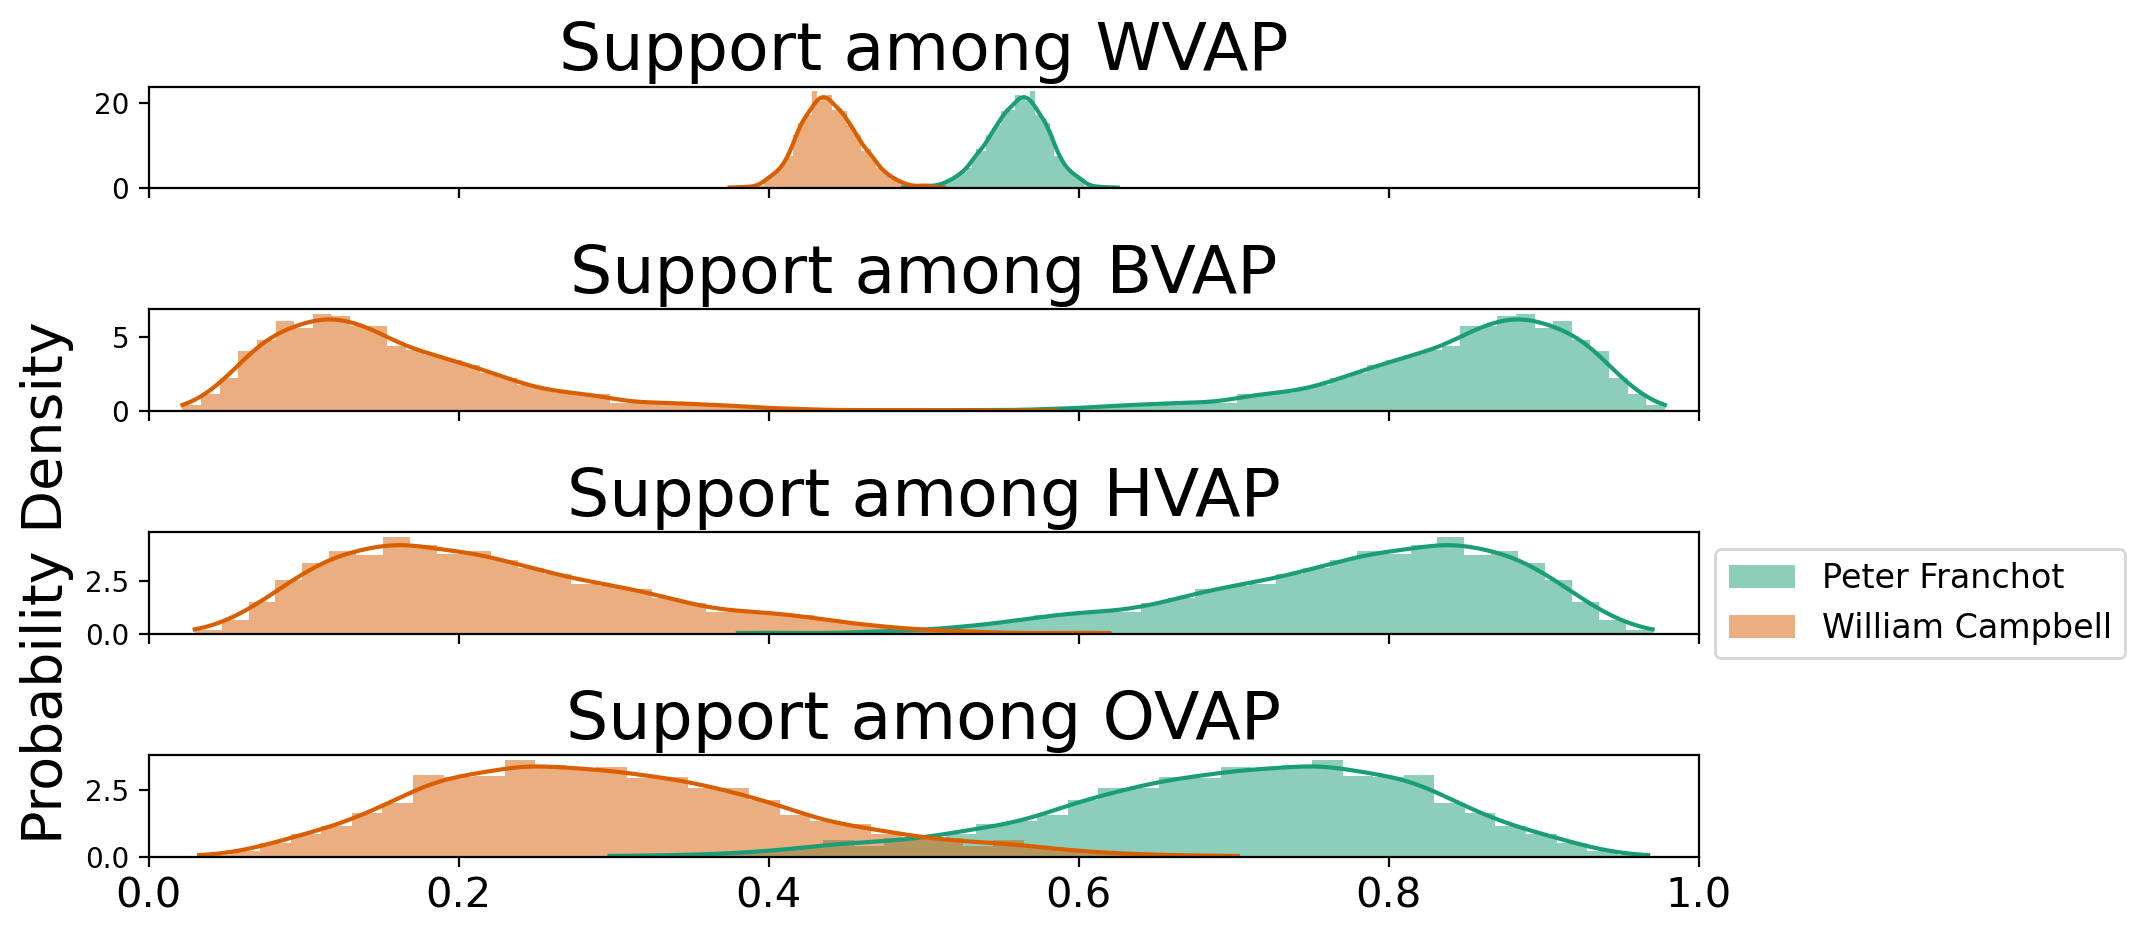 Support among WVAP
20
0
Support among BVAP
5
0
Support among HVAP
2.5
0.0
Support among OVAP
2.5
0.0
0.0 0.2 0.4 0.6 0.8 1.0
Probability Density
Peter Franchot
William Campbell